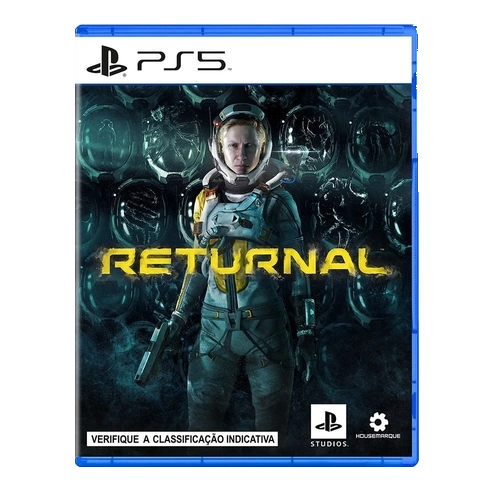 PS5
RETURNAL
VERIFIQUE A CLASSIFICAÇÃO INDICATIVA
STUDIOS
HOUSEMARQUE